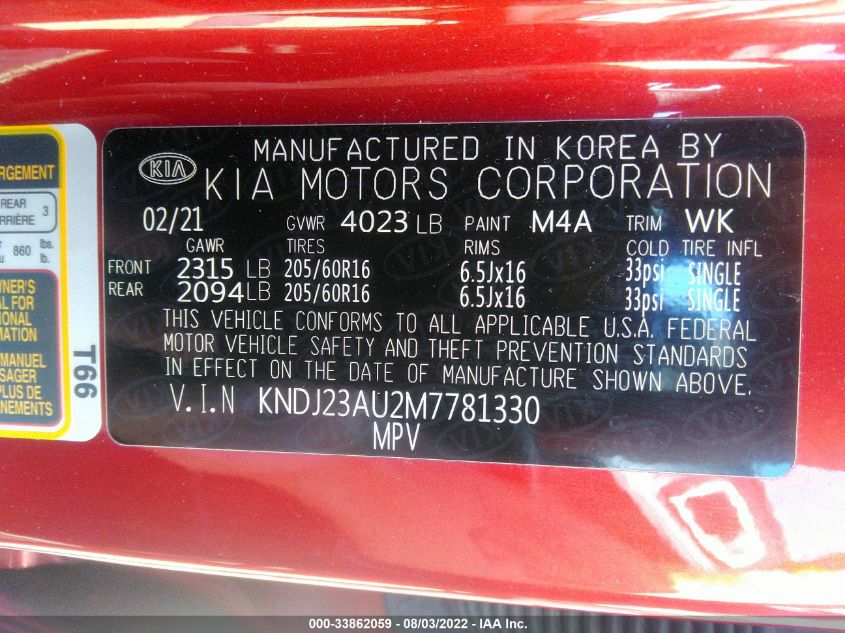 RGEMENT
REAR
RRIÈRE 3
860 lbs.
lb.
WNER'S
AL FOR
IONAL
MATION
MANUEL
SAGER
PLUS DE
NEMENTS
T66
KIA
MANUFACTURED IN KOREA BY
KIA MOTORS CORPORATION
02/21 GVWR 4023 LB PAINT M4A TRIM WK
GAWR TIRES RIMS COLD TIRE INFL
FRONT 2315 LB 205/60R16 6.5Jx16 33psi SINGLE
REAR 2094 LB 205/60R16 6.5Jx16 33psi SINGLE
THIS VEHICLE CONFORMS TO ALL APPLICABLE U.S.A. FEDERAL
MOTOR VEHICLE SAFETY AND THEFT PREVENTION STANDARDS
IN EFFECT ON THE DATE OF MANUFACTURE SHOWN ABOVE.
V.I.N KNDJ23AU2M7781330
MPV
000-33862059 - 08/03/2022 - IAA Inc.